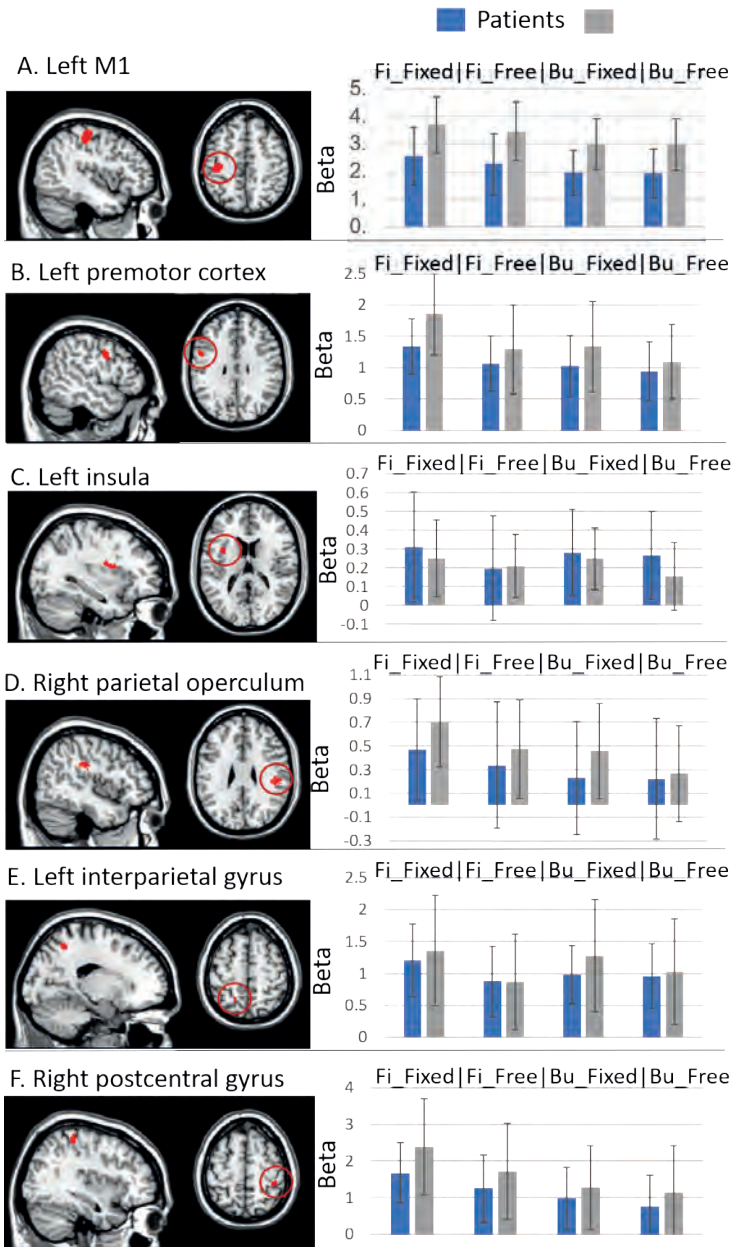 Patients
A. Left M1
Fi_Fixed|Fi_Free|Bu_Fixed|Bu_Free
Beta
5.
4.
3.
2.
1.
0.
B. Left premotor cortex
Fi_Fixed|Fi_Free|Bu_Fixed|Bu_Free
Beta
2.5
2
1.5
1
0.5
0
C. Left insula
Fi_Fixed|Fi_Free|Bu_Fixed|Bu_Free
Beta
0.7
0.6
0.5
0.4
0.3
0.2
0.1
0
-0.1
D. Right parietal operculum
Fi_Fixed|Fi_Free|Bu_Fixed|Bu_Free
Beta
1.1
0.9
0.7
0.5
0.3
0.1
-0.1
-0.3
E. Left interparietal gyrus
Fi_Fixed|Fi_Free|Bu_Fixed|Bu_Free
Beta
2.5
2
1.5
1
0.5
0
F. Right postcentral gyrus
Fi_Fixed|Fi_Free|Bu_Fixed|Bu_Free
Beta
4
3
2
1
0